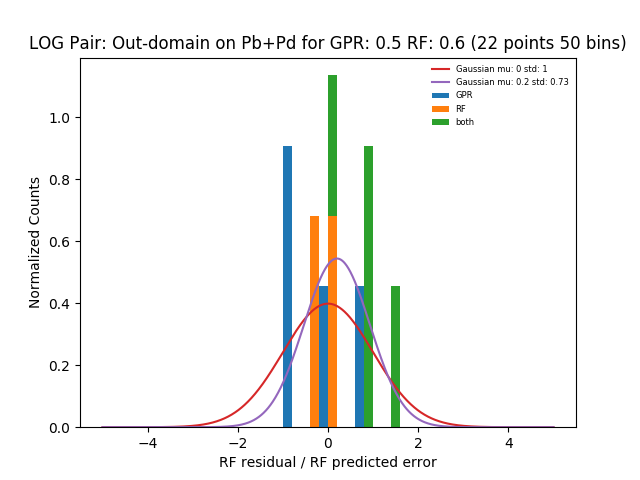 LOG Pair: Out-domain on Pb+Pd for GPR: 0.5 RF: 0.6 (22 points 50 bins)
Gaussian mu: 0 std: 1
Gaussian mu: 0.2 std: 0.73
GPR
RF
both
Normalized Counts
1.0
0.8
0.6
0.4
0.2
0.0
−4 −2 0 2 4
RF residual / RF predicted error